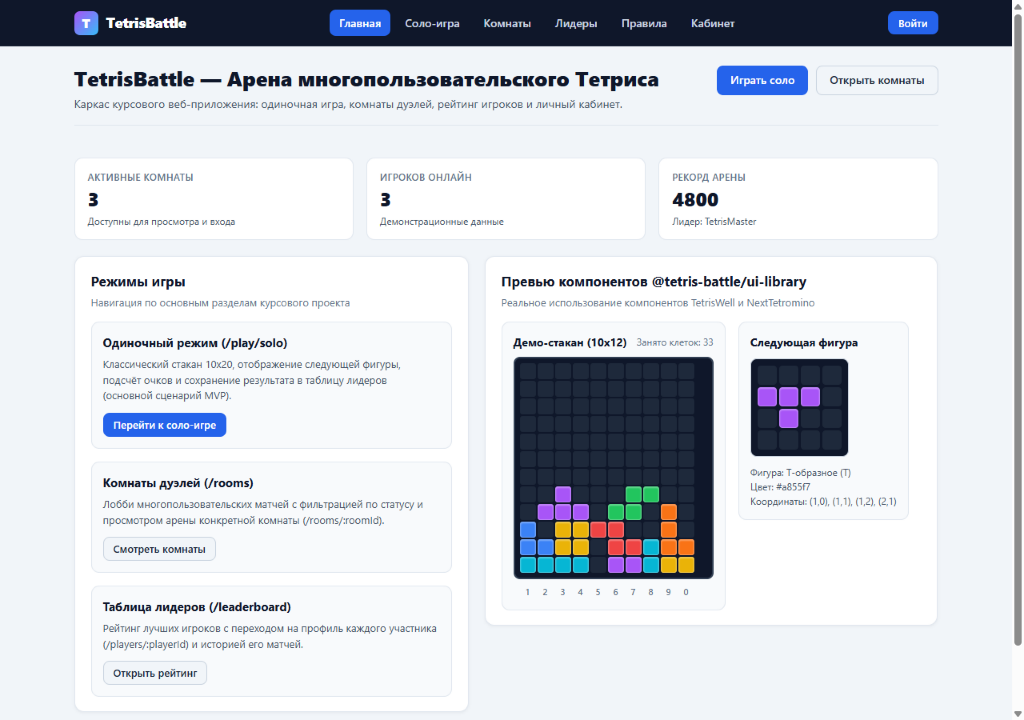 T TetrisBattle
Главная Соло-игра Комнаты Лидеры Правила Кабинет
Войти
TetrisBattle — Арена многопользовательского Тетриса
Каркас курсового веб-приложения: одиночная игра, комнаты дуэлей, рейтинг игроков и личный кабинет.
Играть соло Открыть комнаты
АКТИВНЫЕ КОМНАТЫ
3
Доступны для просмотра и входа
ИГРОКОВ ОНЛАЙН
3
Демонстрационные данные
РЕКОРД АРЕНЫ
4800
Лидер: TetrisMaster
Режимы игры
Навигация по основным разделам курсового проекта
Одиночный режим (/play/solo)
Классический стакан 10x20, отображение следующей фигуры,
подсчёт очков и сохранение результата в таблицу лидеров
(основной сценарий MVP).
Перейти к соло-игре
Комнаты дуэлей (/rooms)
Лобби многопользовательских матчей с фильтрацией по статусу и
просмотром арены конкретной комнаты (/rooms/:roomId).
Смотреть комнаты
Таблица лидеров (/leaderboard)
Рейтинг лучших игроков с переходом на профиль каждого участника
(/players/:playerId) и историей его матчей.
Открыть рейтинг
Превью компонентов @tetris-battle/ui-library
Реальное использование компонентов TetrisWell и NextTetromino
Демо-стакан (10x12) Занято клеток: 33
1 2 3 4 5 6 7 8 9 0
Следующая фигура
Фигура: Т-образное (T)
Цвет: #a855f7
Координаты: (1,0), (1,1), (1,2), (2,1)